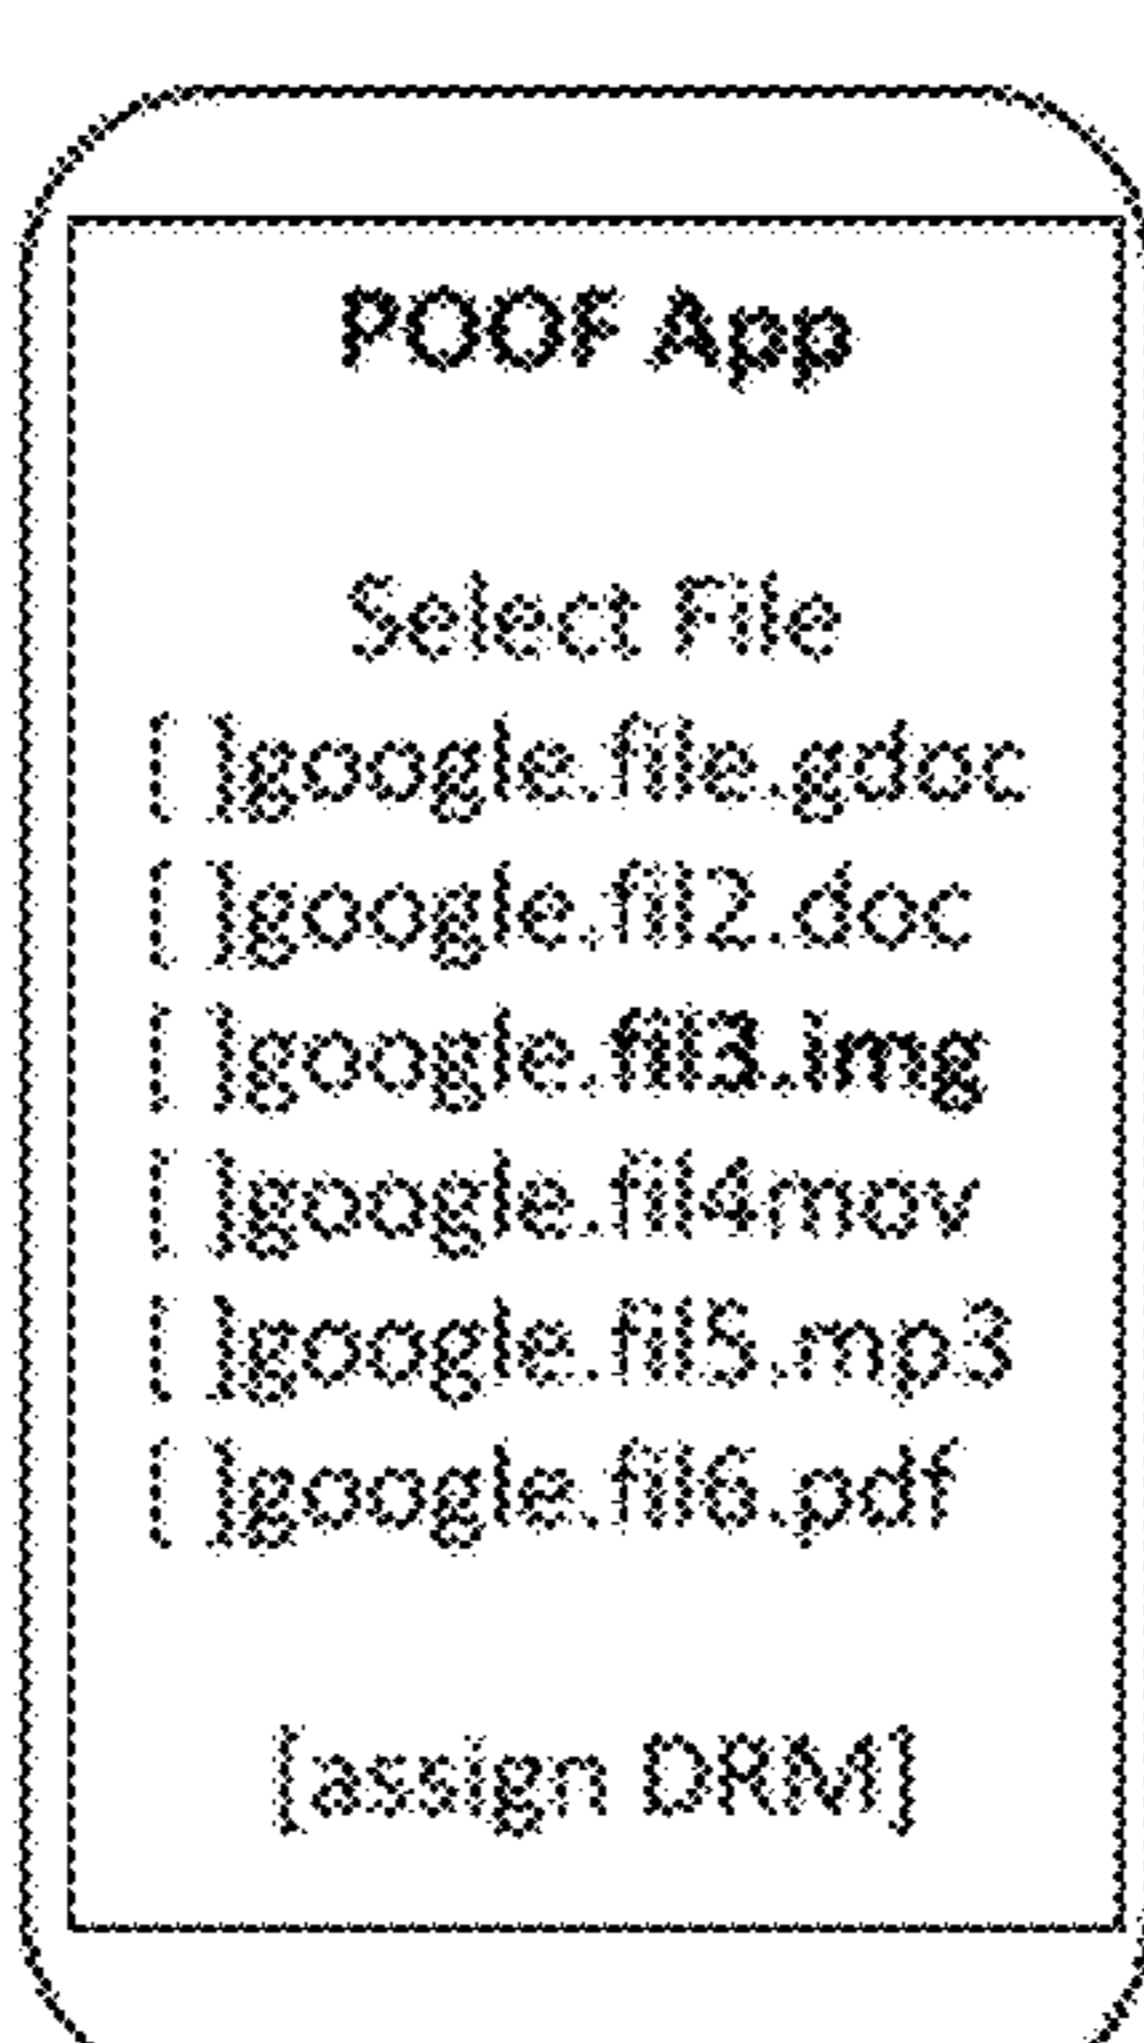 POOF App
Select File
[ ]google.file.gdoc
[ ]google.fil2.doc
[ ]google.fil3.img
[ ]google.fil4mov
[ ]google.fil5.mp3
[ ]google.fil6.pdf
[assign DRM]